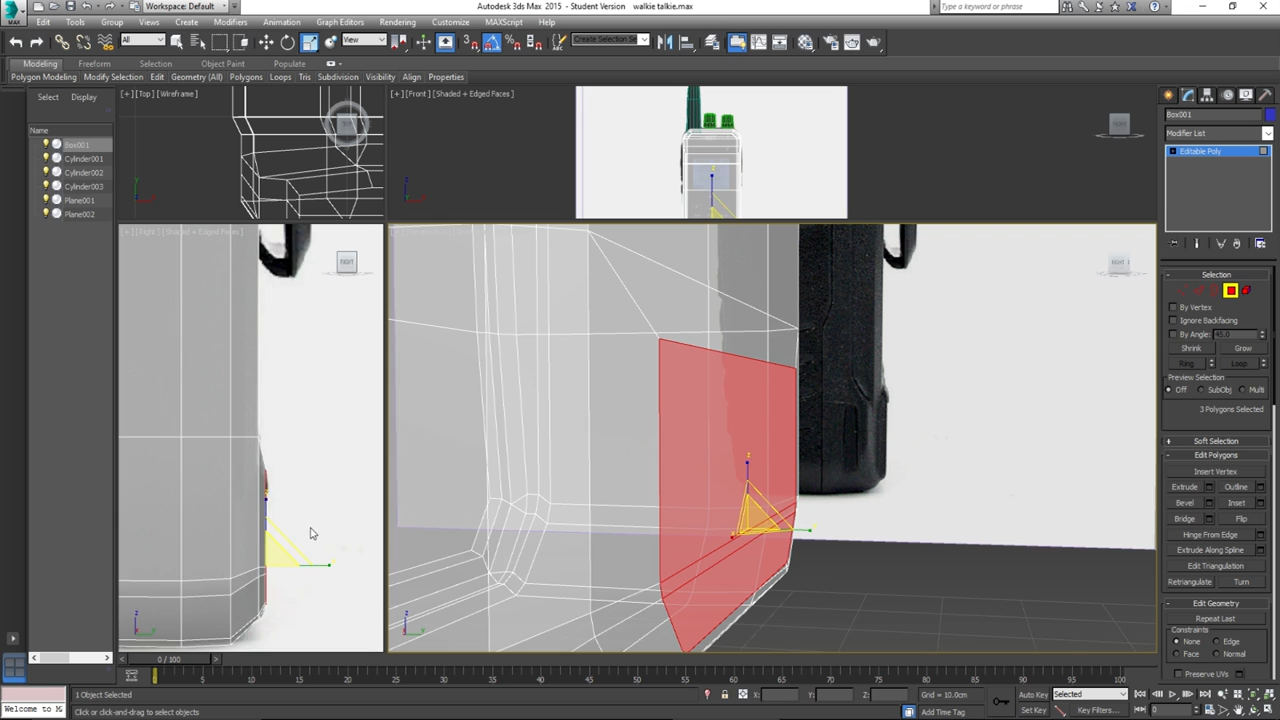 Workspace: Default
Autodesk 3ds Max 2015 - Student Version walkie talkie.max
Type a keyword or phrase
MAX
Edit Tools Group Views Create Modifiers Animation Graph Editors Rendering Customize MAXScript Help
All View Create Selection Se
Modeling Freeform Selection Object Paint Populate
Polygon Modeling Modify Selection Edit Geometry (All) Polygons Loops Tris Subdivision Visibility Align Properties
Select Display
Name
Box001
Cylinder001
Cylinder002
Cylinder003
Plane001
Plane002
[+] [Top] [Wireframe]
[+] [Front] [Shaded + Edged Faces]
[+] [Right] [Shaded + Edged Faces]
RIGHT
Box001
Modifier List
Editable Poly
Selection
By Vertex
Ignore Backfacing
By Angle: 45.0
Shrink Grow
Ring Loop
Preview Selection
Off SubObj Multi
3 Polygons Selected
Soft Selection
Edit Polygons
Insert Vertex
Extrude Outline
Bevel Inset
Bridge Flip
Hinge From Edge
Extrude Along Spline
Edit Triangulation
Retriangulate Turn
Edit Geometry
Repeat Last
Constraints
None Edge
Face Normal
Preserve UVs
0 / 100
0 5 10 15 20 25 30 35 40 45 50 55 60 65 70 75 80 85 90 95 100
1 Object Selected
X: Y: Z: Grid = 10.0cm
Auto Key Selected
Welcome to M
Click or click-and-drag to select objects
Add Time Tag
Set Key Key Filters...
0